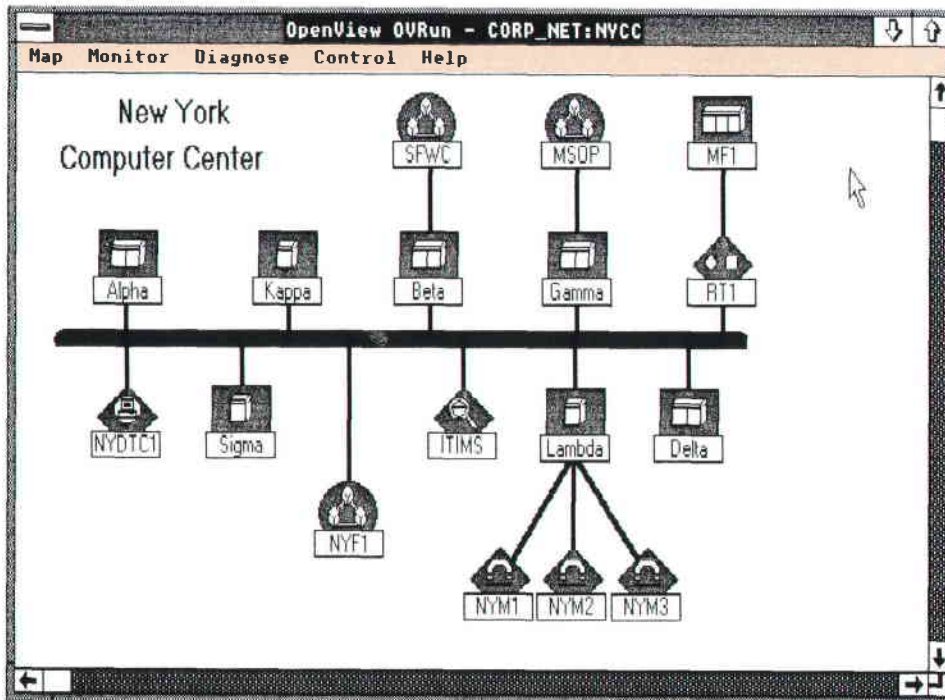 OpenView OVRun - CORP_NET:NYCC
Map Monitor Diagnose Control Help
New York
Computer Center
SFWC MSOP MF1
Alpha Kappa Beta Gamma RT1
NYDTC1 Sigma ITIMS Lambda Delta
NYF1
NYM1 NYM2 NYM3